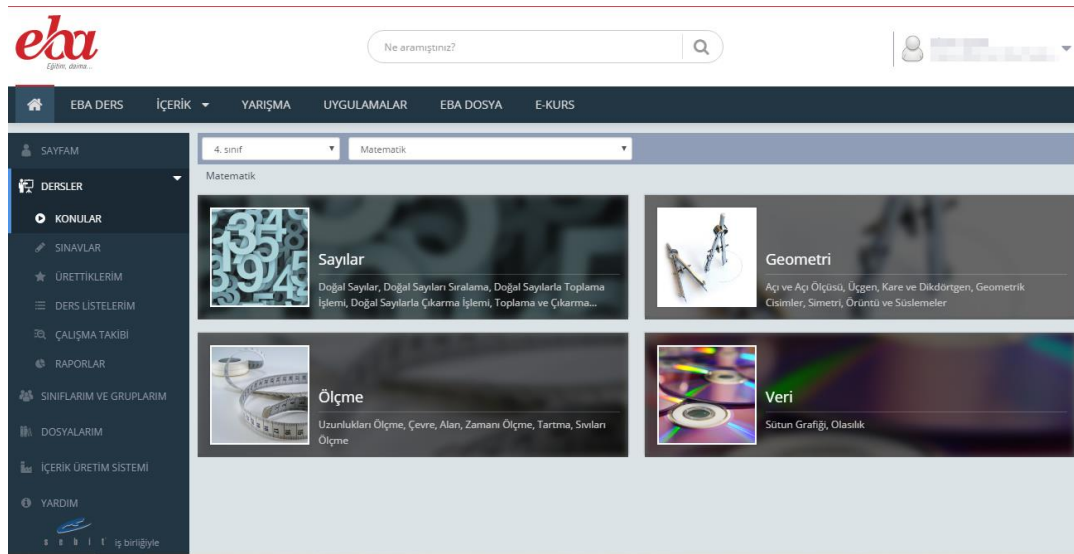 eba
Eğitim, daima...
Ne aramıştınız?
EBA DERS
İÇERİK
YARIŞMA
UYGULAMALAR
EBA DOSYA
E-KURS
SAYFAM
DERSLER
KONULAR
SINAVLAR
ÜRETTİKLERİM
DERS LİSTELERİM
ÇALIŞMA TAKİBİ
RAPORLAR
SINIFLARIM VE GRUPLARIM
DOSYALARIM
İÇERİK ÜRETİM SİSTEMİ
YARDIM
sebit iş birliğiyle
4. sınıf
Matematik
Matematik
Sayılar
Doğal Sayılar, Doğal Sayıları Sıralama, Doğal Sayılarla Toplama
İşlemi, Doğal Sayılarla Çıkarma İşlemi, Toplama ve Çıkarma...
Geometri
Açı ve Açı Ölçüsü, Üçgen, Kare ve Dikdörtgen, Geometrik
Cisimler, Simetri, Örüntü ve Süslemeler
Ölçme
Uzunlukları Ölçme, Çevre, Alan, Zamanı Ölçme, Tartma, Sıvıları
Ölçme
Veri
Sütun Grafiği, Olasılık